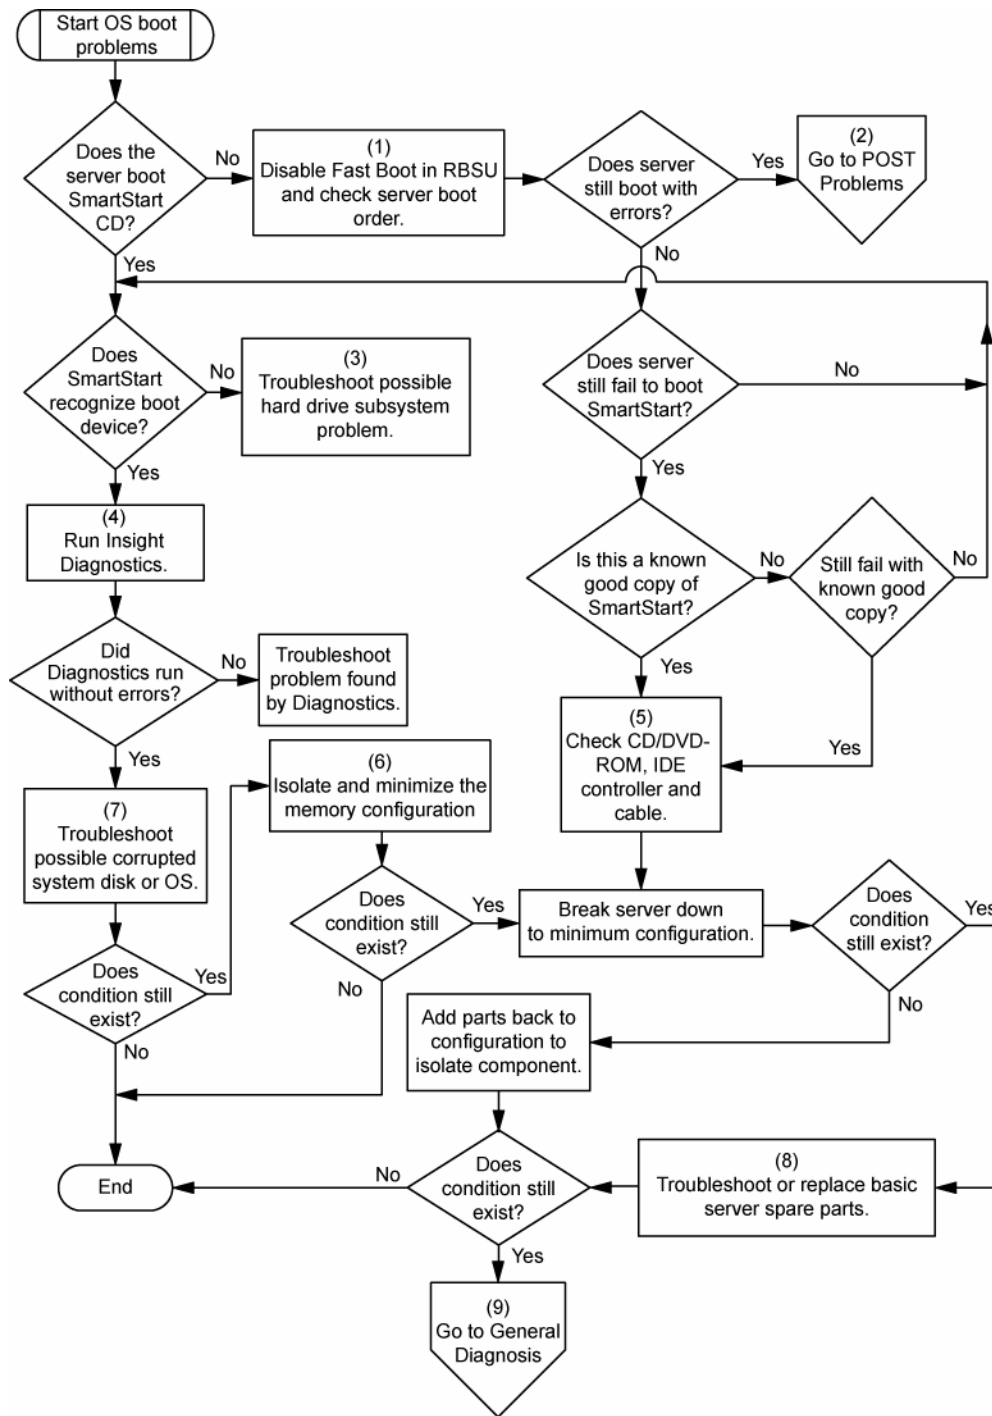 Start OS boot
problems
Does the
server boot
SmartStart
CD?
No
(1)
Disable Fast Boot in RBSU
and check server boot
order.
Does server
still boot with
errors?
Yes
(2)
Go to POST
Problems
Yes
No
Does
SmartStart
recognize boot
device?
No
(3)
Troubleshoot possible
hard drive subsystem
problem.
Does server
still fail to boot
SmartStart?
No
Yes
Yes
(4)
Run Insight
Diagnostics.
Is this a known
good copy of
SmartStart?
No
Still fail with
known good
copy?
No
Did
Diagnostics run
without errors?
No
Troubleshoot
problem found
by Diagnostics.
Yes
Yes
Yes
(5)
Check CD/DVD-
ROM, IDE
controller and
cable.
(6)
Isolate and minimize the
memory configuration
(7)
Troubleshoot
possible corrupted
system disk or OS.
Does
condition still
exist?
Yes
Break server down
to minimum configuration.
Does
condition
still exist?
Yes
Does
condition still
exist?
Yes
No
No
No
Add parts back to
configuration to
isolate component.
End
No
Does
condition still
exist?
(8)
Troubleshoot or replace basic
server spare parts.
Yes
(9)
Go to General
Diagnosis